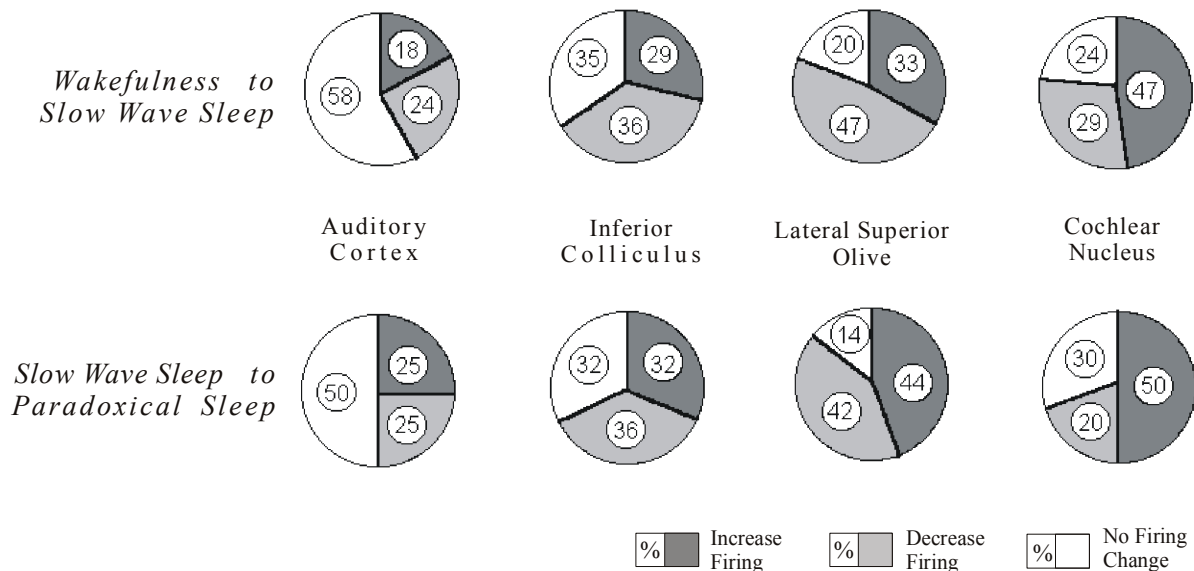 18
58
24
Wakefulness to
Slow Wave Sleep
35
29
36
20
33
47
24
47
29
Auditory
Cortex
Inferior
Colliculus
Lateral Superior
Olive
Cochlear
Nucleus
Slow Wave Sleep to
Paradoxical Sleep
25
50
25
32
32
36
14
44
42
30
50
20
% Increase
Firing
% Decrease
Firing
% No Firing
Change